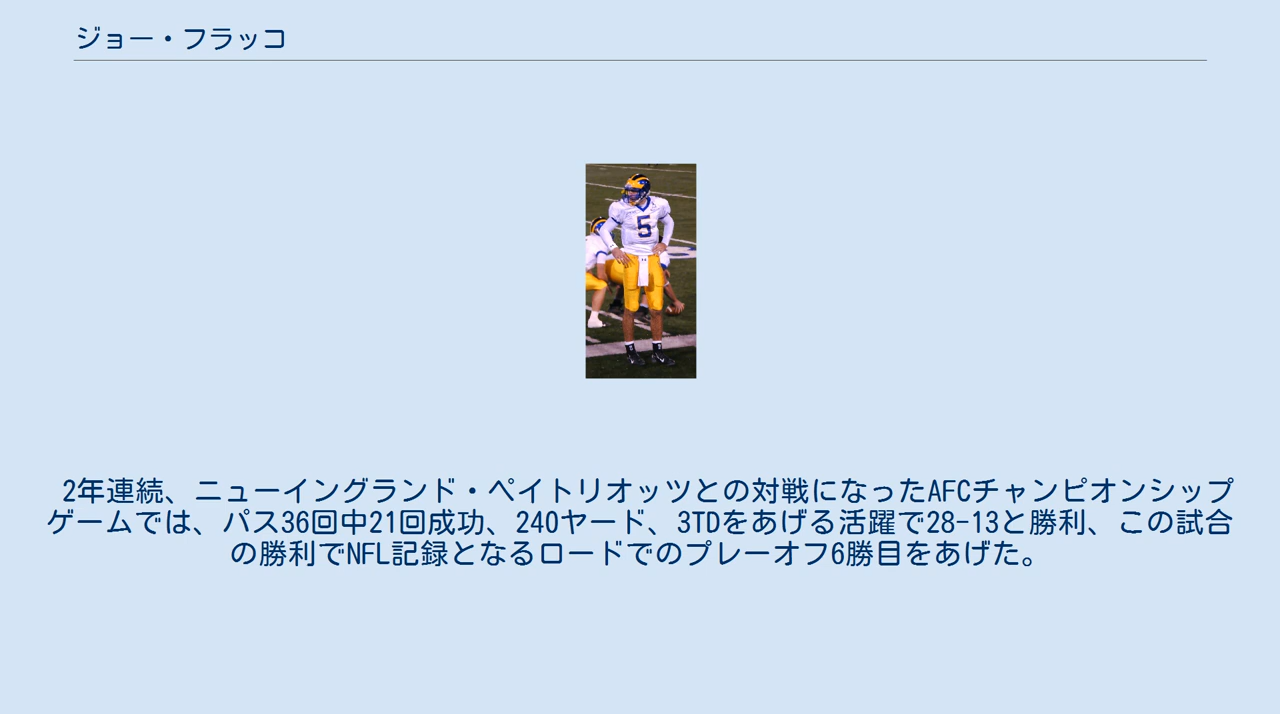 ジョー・フラッコ
5
2年連続、ニューイングランド・ペイトリオッツとの対戦になったAFCチャンピオンシップ
ゲームでは、パス36回中21回成功、240ヤード、3TDをあげる活躍で28-13と勝利、この試合
の勝利でNFL記録となるロードでのプレーオフ6勝目をあげた。